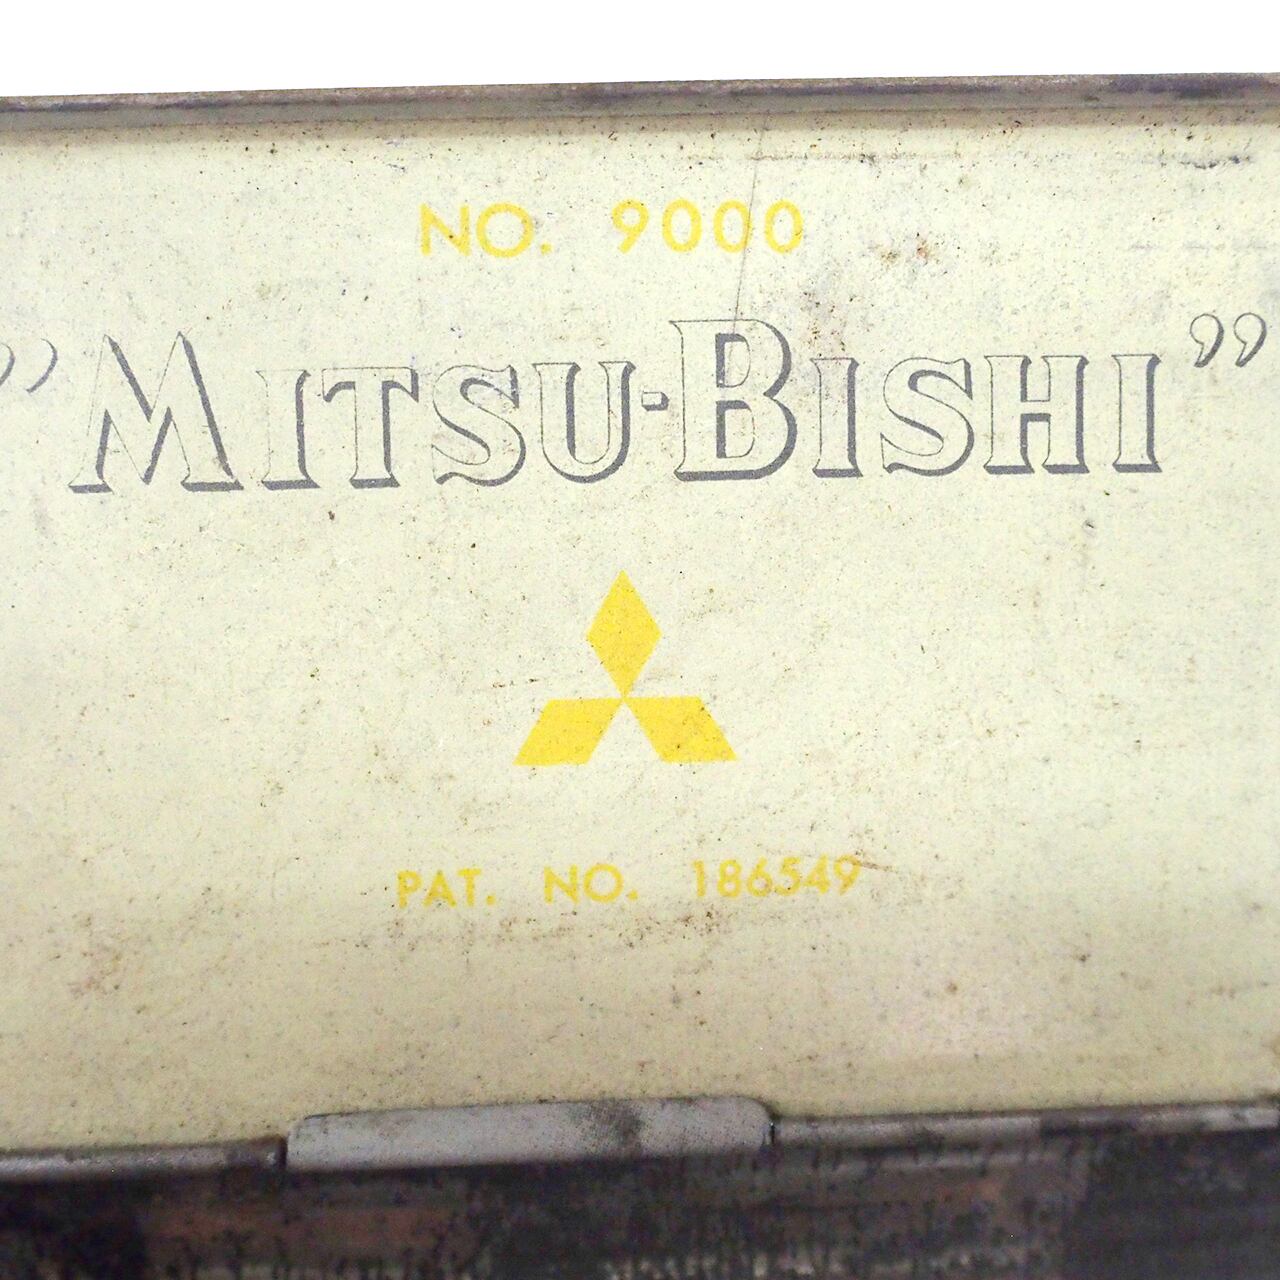 NO. 9000
”MITSU-BISHI”
PAT. NO. 186549